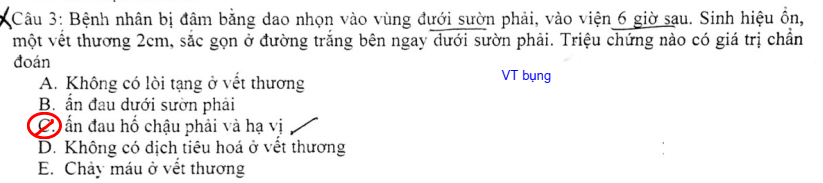 Câu 3: Bệnh nhân bị đâm bằng dao nhọn vào vùng dưới sườn phải, vào viện 6 giờ sau. Sinh hiệu ổn,
một vết thương 2cm, sắc gọn ở đường trắng bên ngay dưới sườn phải. Triệu chứng nào có giá trị chẩn
đoán
A. Không có lòi tạng ở vết thương
VT bụng
B. ấn đau dưới sườn phải
C. ấn đau hố chậu phải và hạ vị
D. Không có dịch tiêu hoá ở vết thương
E. Chảy máu ở vết thương